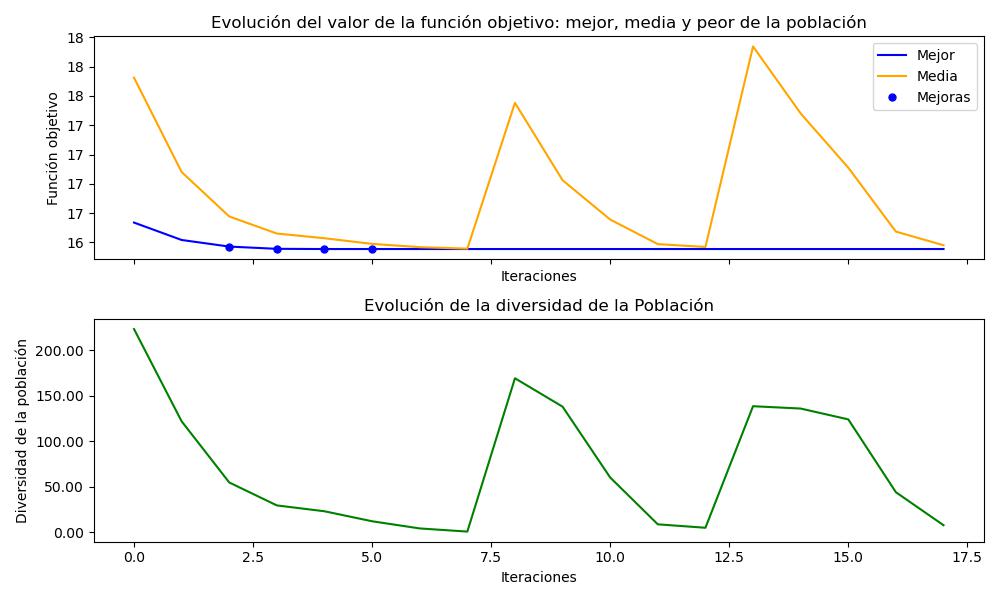 Evolución del valor de la función objetivo: mejor, media y peor de la población
18
18
18
17
17
17
17
16
Función objetivo
Mejor
Media
Mejoras
Iteraciones
Evolución de la diversidad de la Población
200.00
150.00
100.00
50.00
0.00
Diversidad de la población
0.0 2.5 5.0 7.5 10.0 12.5 15.0 17.5
Iteraciones